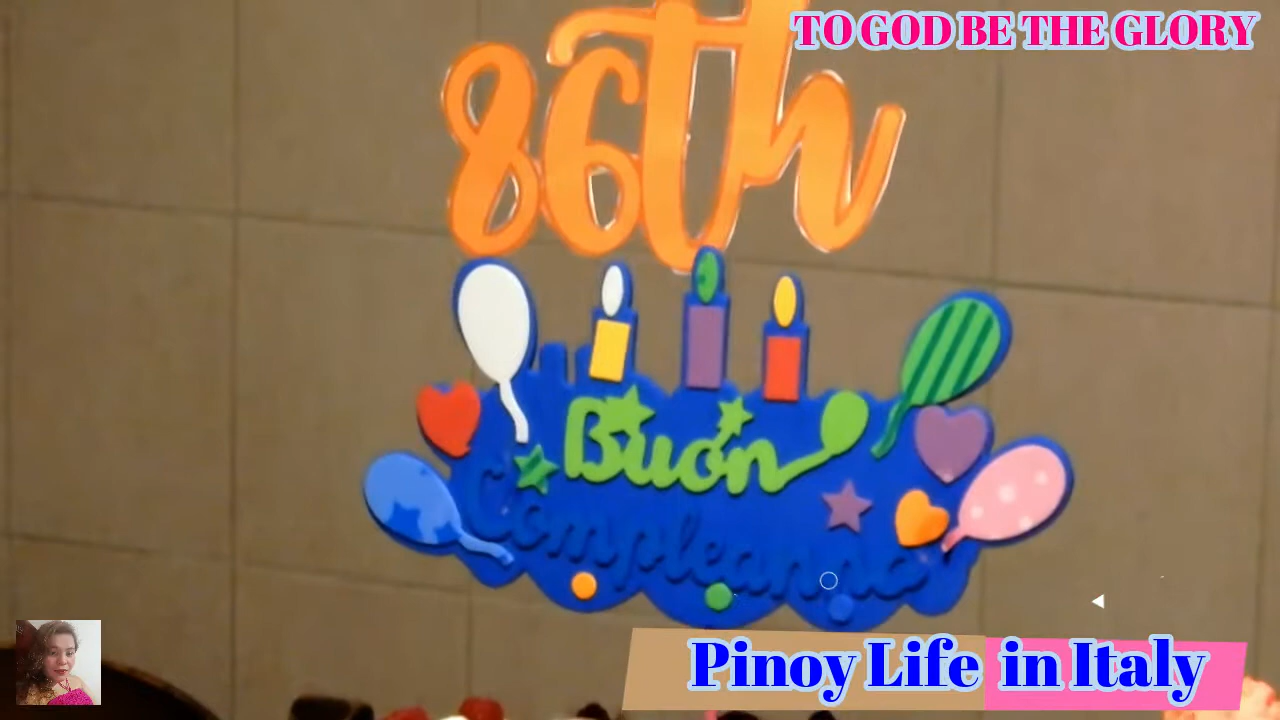 TO GOD BE THE GLORY
86th
Buon
Compleanno
Pinoy Life in Italy